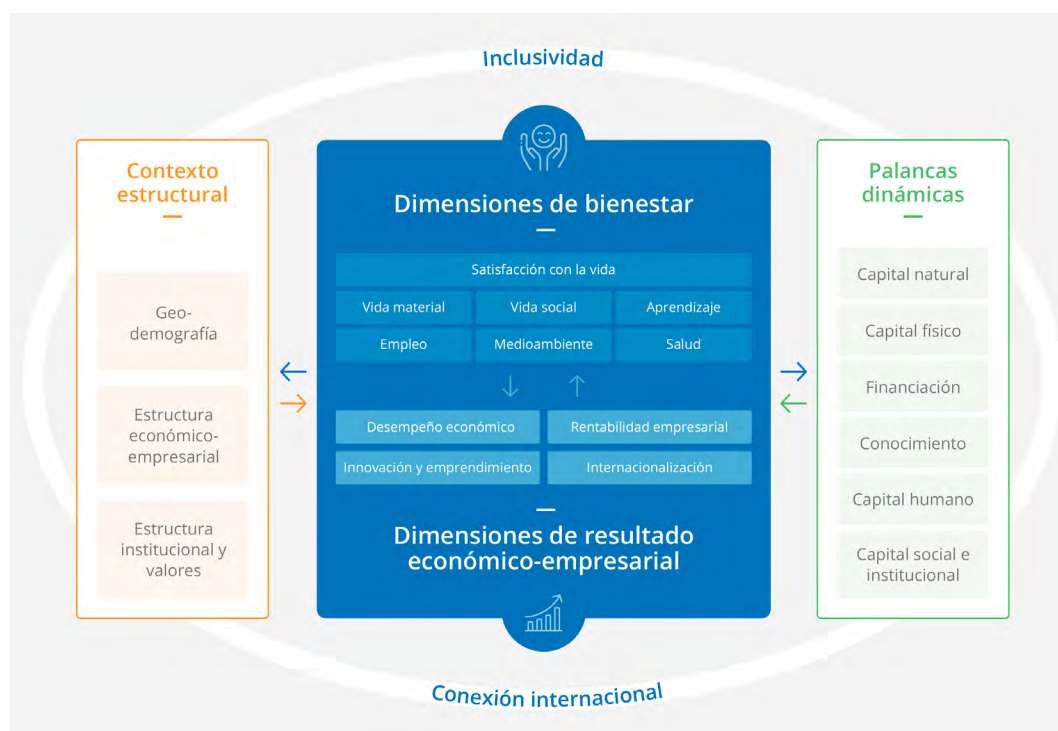 Inclusividad
Contexto
estructural
Geo-
demografía
Estructura
económico-
empresarial
Estructura
institucional y
valores
Dimensiones de bienestar
Satisfacción con la vida
Vida material
Vida social
Aprendizaje
Empleo
Medioambiente
Salud
Desempeño económico
Rentabilidad empresarial
Innovación y emprendimiento
Internacionalización
Dimensiones de resultado
económico-empresarial
Palancas
dinámicas
Capital natural
Capital físico
Financiación
Conocimiento
Capital humano
Capital social e
institucional
Conexión internacional